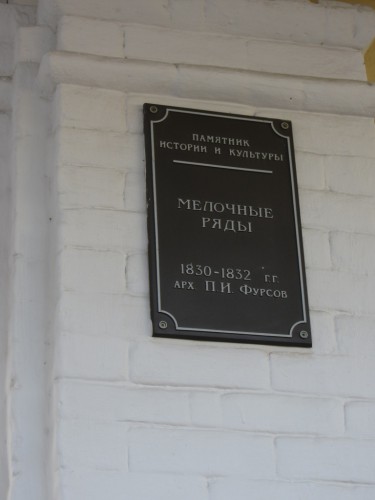 ПАМЯТНИК
ИСТОРИИ И КУЛЬТУРЫ
МЕЛОЧНЫЕ
РЯДЫ
1830-1832 гг.
АРХ. П.И. ФУРСОВ